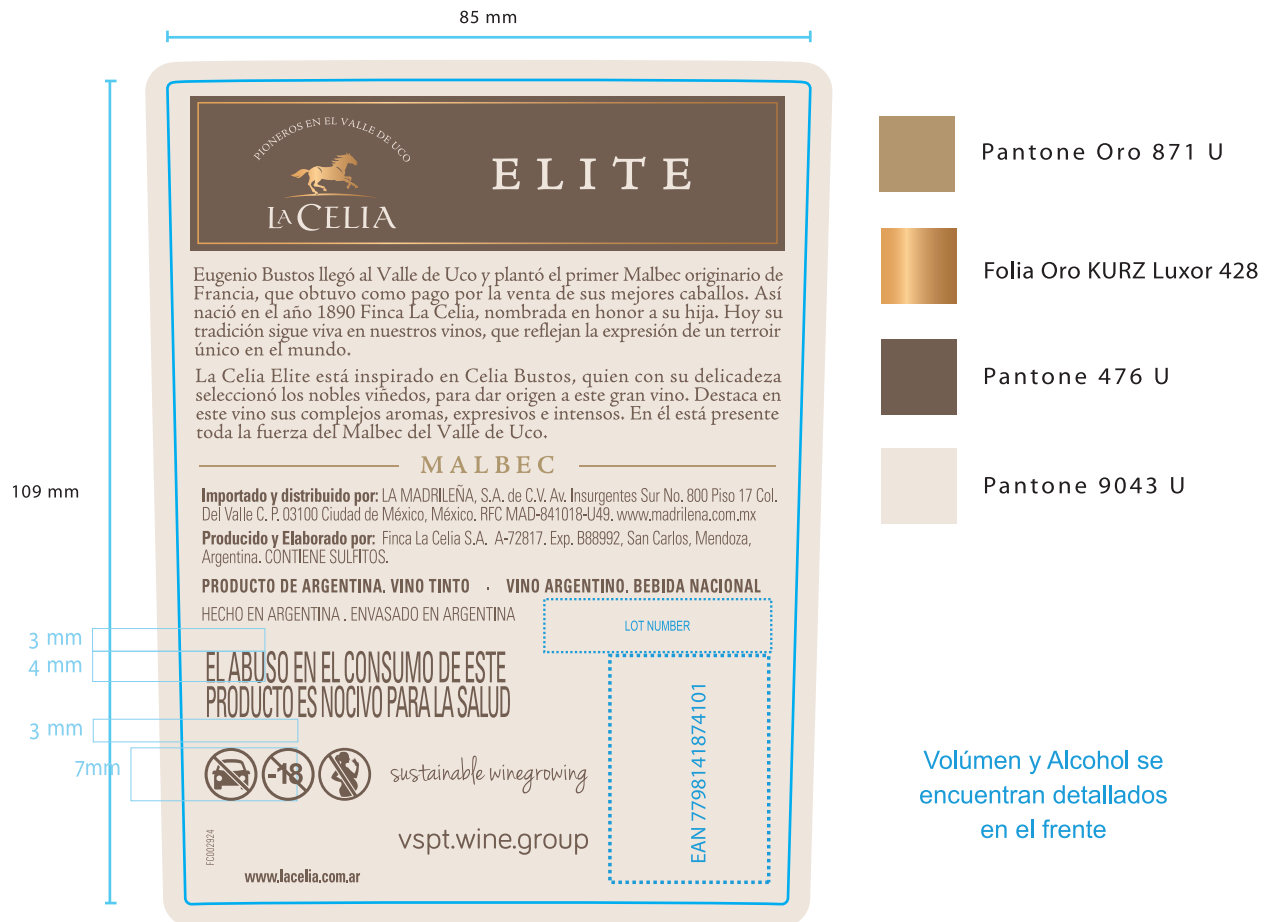 85 mm
PIONEROS EN EL VALLE DE UCO
LA CELIA
ELITE
Eugenio Bustos llegó al Valle de Uco y plantó el primer Malbec originario de
Francia, que obtuvo como pago por la venta de sus mejores caballos. Así
nació en el año 1890 Finca La Celia, nombrada en honor a su hija. Hoy su
tradición sigue viva en nuestros vinos, que reflejan la expresión de un terroir
único en el mundo.
La Celia Elite está inspirado en Celia Bustos, quien con su delicadeza
seleccionó los nobles viñedos, para dar origen a este gran vino. Destaca en
este vino sus complejos aromas, expresivos e intensos. En él está presente
toda la fuerza del Malbec del Valle de Uco.
MALBEC
109 mm
Importado y distribuido por: LA MADRILEÑA, S.A. de C.V. Av. Insurgentes Sur No. 800 Piso 17 Col.
Del Valle C. P. 03100 Ciudad de México, México. RFC MAD-841018-U49. www.madrilena.com.mx
Producido y Elaborado por: Finca La Celia S.A. A-72817. Exp. B88992, San Carlos, Mendoza,
Argentina. CONTIENE SULFITOS.
PRODUCTO DE ARGENTINA. VINO TINTO · VINO ARGENTINO. BEBIDA NACIONAL
HECHO EN ARGENTINA . ENVASADO EN ARGENTINA
LOT NUMBER
3 mm
4 mm
EL ABUSO EN EL CONSUMO DE ESTE
PRODUCTO ES NOCIVO PARA LA SALUD
3 mm
7mm
-18
sustainable winegrowing
vspt.wine.group
EAN 7798141874101
FC002924
www.lacelia.com.ar
Pantone Oro 871 U
Folia Oro KURZ Luxor 428
Pantone 476 U
Pantone 9043 U
Volúmen y Alcohol se
encuentran detallados
en el frente